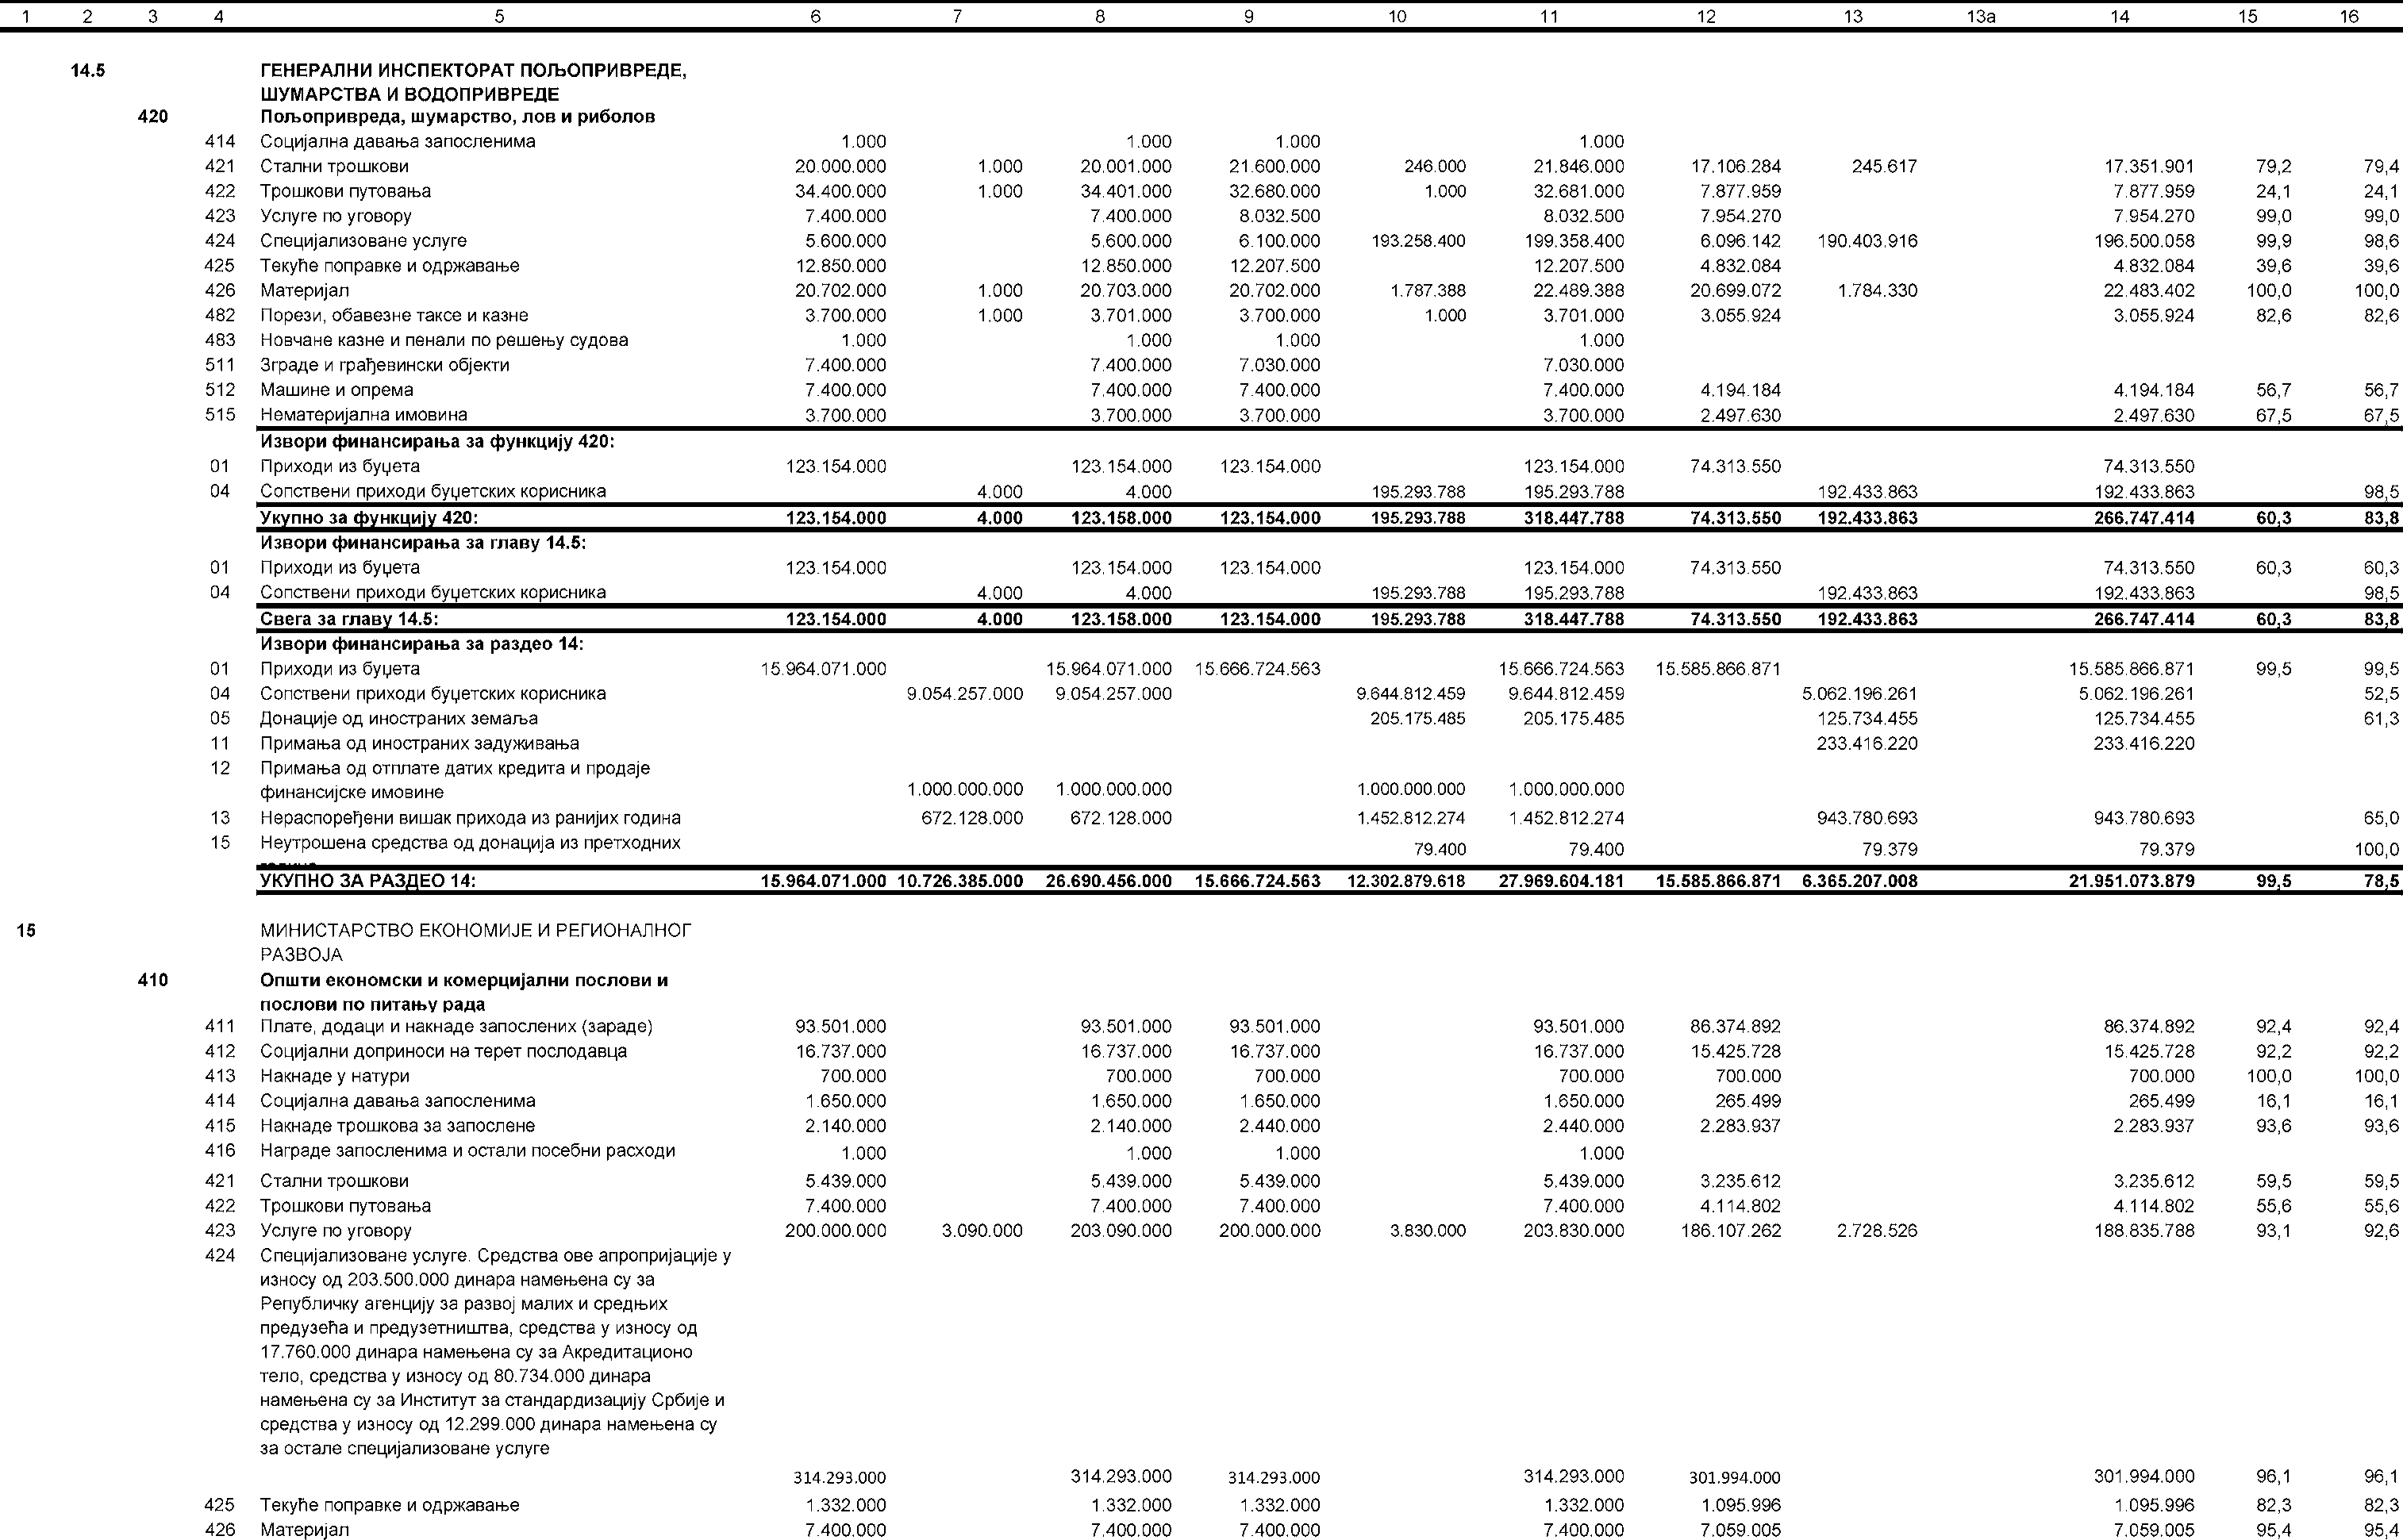 1 2 3 4 5 6 7 8 9 10 11 12 13 13a 14 15 16
14.5 ГЕНЕРАЛНИ ИНСПЕКТОРАТ ПОЉОПРИВРЕДЕ,
ШУМАРСТВА И ВОДОПРИВРЕДЕ
420 Пољопривреда, шумарство, лов и риболов
414 Социјална давања запосленима 1.000 1.000 1.000 1.000
421 Стални трошкови 20.000.000 1.000 20.001.000 21.600.000 246.000 21.846.000 17.106.284 245.617 17.351.901 79,2 79,4
422 Трошкови путовања 34.400.000 1.000 34.401.000 32.680.000 1.000 32.681.000 7.877.959 7.877.959 24,1 24,1
423 Услуге по уговору 7.400.000 7.400.000 8.032.500 8.032.500 7.954.270 7.954.270 99,0 99,0
424 Специјализоване услуге 5.600.000 5.600.000 6.100.000 193.258.400 199.358.400 6.096.142 190.403.916 196.500.058 99,9 98,6
425 Текуће поправке и одржавање 12.850.000 12.850.000 12.207.500 12.207.500 4.832.084 4.832.084 39,6 39,6
426 Материјал 20.702.000 1.000 20.703.000 20.702.000 1.787.388 22.489.388 20.699.072 1.784.330 22.483.402 100,0 100,0
482 Порези, обавезне таксе и казне 3.700.000 1.000 3.701.000 3.700.000 1.000 3.701.000 3.055.924 3.055.924 82,6 82,6
483 Новчане казне и пенали по решењу судова 1.000 1.000 1.000 1.000
511 Зграде и грађевински објекти 7.400.000 7.400.000 7.030.000 7.030.000
512 Машине и опрема 7.400.000 7.400.000 7.400.000 7.400.000 4.194.184 4.194.184 56,7 56,7
515 Нематеријална имовина 3.700.000 3.700.000 3.700.000 3.700.000 2.497.630 2.497.630 67,5 67,5
Извори финансирања за функцију 420:
01 Приходи из буџета 123.154.000 123.154.000 123.154.000 123.154.000 74.313.550 74.313.550
04 Сопствени приходи буџетских корисника 4.000 4.000 195.293.788 195.293.788 192.433.863 192.433.863 98,5
Укупно за функцију 420: 123.154.000 4.000 123.158.000 123.154.000 195.293.788 318.447.788 74.313.550 192.433.863 266.747.414 60,3 83,8
Извори финансирања за главу 14.5:
01 Приходи из буџета 123.154.000 123.154.000 123.154.000 123.154.000 74.313.550 74.313.550 60,3 60,3
04 Сопствени приходи буџетских корисника 4.000 4.000 195.293.788 195.293.788 192.433.863 192.433.863 98,5
Свега за главу 14.5: 123.154.000 4.000 123.158.000 123.154.000 195.293.788 318.447.788 74.313.550 192.433.863 266.747.414 60,3 83,8
Извори финансирања за раздео 14:
01 Приходи из буџета 15.964.071.000 15.964.071.000 15.666.724.563 15.666.724.563 15.585.866.871 15.585.866.871 99,5 99,5
04 Сопствени приходи буџетских корисника 9.054.257.000 9.054.257.000 9.644.812.459 9.644.812.459 5.062.196.261 5.062.196.261 52,5
05 Донације од иностраних земаља 205.175.485 205.175.485 125.734.455 125.734.455 61,3
11 Примања од иностраних задуживања 233.416.220 233.416.220
12 Примања од отплате датих кредита и продаје
финансијске имовине 1.000.000.000 1.000.000.000 1.000.000.000 1.000.000.000
13 Нераспоређени вишак прихода из ранијих година 672.128.000 672.128.000 1.452.812.274 1.452.812.274 943.780.693 943.780.693 65,0
15 Неутрошена средства од донација из претходних
79.400 79.400 79.379 79.379 100,0
УКУПНО ЗА РАЗДЕО 14: 15.964.071.000 10.726.385.000 26.690.456.000 15.666.724.563 12.302.879.618 27.969.604.181 15.585.866.871 6.365.207.008 21.951.073.879 99,5 78,5
15 МИНИСТАРСТВО ЕКОНОМИЈЕ И РЕГИОНАЛНОГ
РАЗВОЈА
410 Општи економски и комерцијални послови и
послови по питању рада
411 Плате, додаци и накнаде запослених (зараде) 93.501.000 93.501.000 93.501.000 93.501.000 86.374.892 86.374.892 92,4 92,4
412 Социјални доприноси на терет послодавца 16.737.000 16.737.000 16.737.000 16.737.000 15.425.728 15.425.728 92,2 92,2
413 Накнаде у натури 700.000 700.000 700.000 700.000 700.000 700.000 100,0 100,0
414 Социјална давања запосленима 1.650.000 1.650.000 1.650.000 1.650.000 265.499 265.499 16,1 16,1
415 Накнаде трошкова за запослене 2.140.000 2.140.000 2.440.000 2.440.000 2.283.937 2.283.937 93,6 93,6
416 Награде запосленима и остали посебни расходи 1.000 1.000 1.000 1.000
421 Стални трошкови 5.439.000 5.439.000 5.439.000 5.439.000 3.235.612 3.235.612 59,5 59,5
422 Трошкови путовања 7.400.000 7.400.000 7.400.000 7.400.000 4.114.802 4.114.802 55,6 55,6
423 Услуге по уговору 200.000.000 3.090.000 203.090.000 200.000.000 3.830.000 203.830.000 186.107.262 2.728.526 188.835.788 93,1 92,6
424 Специјализоване услуге. Средства ове апропријације у
износу од 203.500.000 динара намењена су за
Републичку агенцију за развој малих и средњих
предузећа и предузетништва, средства у износу од
17.760.000 динара намењена су за Акредитационо
тело, средства у износу од 80.734.000 динара
намењена су за Институт за стандардизацију Србије и
средства у износу од 12.299.000 динара намењена су
за остале специјализоване услуге
314.293.000 314.293.000 314.293.000 314.293.000 301.994.000 301.994.000 96,1 96,1
425 Текуће поправке и одржавање 1.332.000 1.332.000 1.332.000 1.332.000 1.095.996 1.095.996 82,3 82,3
426 Материјал 7.400.000 7.400.000 7.400.000 7.400.000 7.059.005 7.059.005 95,4 95,4